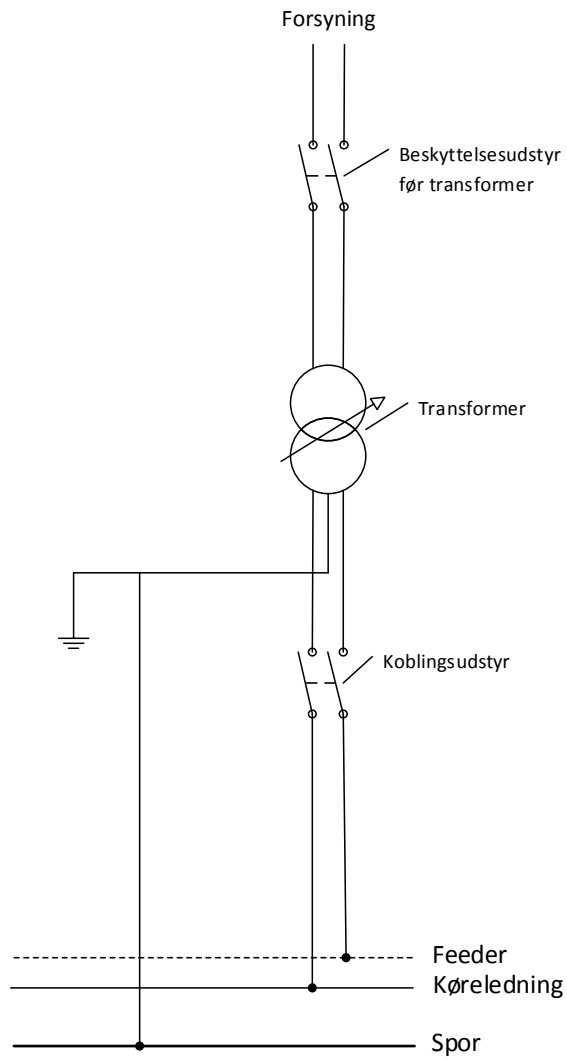 Forsyning
Beskyttelsesudstyr
før transformer
Transformer
Koblingsudstyr
Feeder
Køreledning
Spor